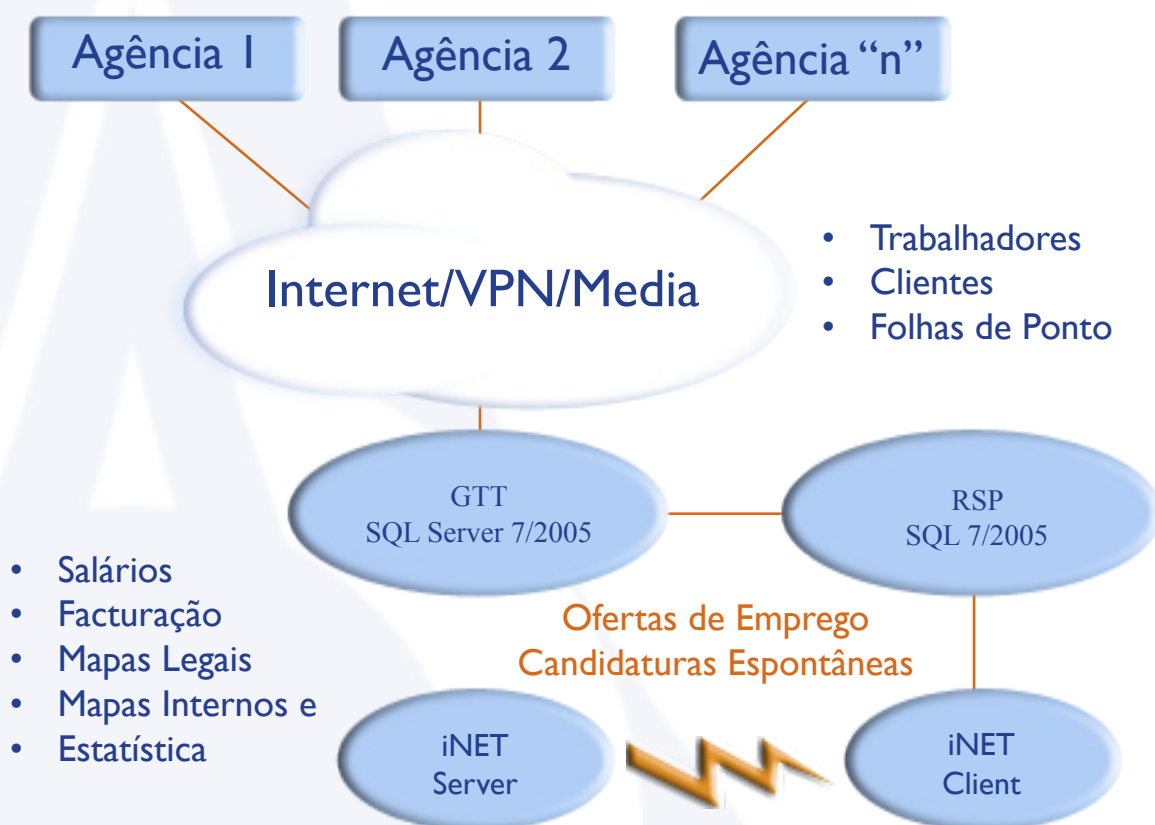 Agência 1
Agência 2
Agência “n”
Internet/VPN/Media
• Trabalhadores
• Clientes
• Folhas de Ponto
GTT
SQL Server 7/2005
RSP
SQL 7/2005
• Salários
• Facturação
• Mapas Legais
• Mapas Internos e
• Estatística
Ofertas de Emprego
Candidaturas Espontâneas
iNET
Server
iNET
Client